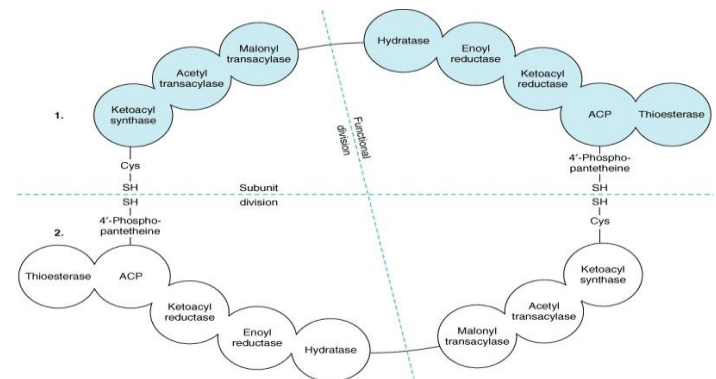 Malonyl
transacylase
Acetyl
transacylase
Ketoacyl
synthase
1.
Hydratase
Enoyl
reductase
Ketoacyl
reductase
ACP
Thioesterase
Functional
division
Cys
SH
4'-Phospho-
pantetheine
SH
Subunit
division
SH
4'-Phospho-
pantetheine
2.
SH
Cys
Thioesterase
ACP
Ketoacyl
reductase
Enoyl
reductase
Hydratase
Malonyl
transacylase
Acetyl
transacylase
Ketoacyl
synthase